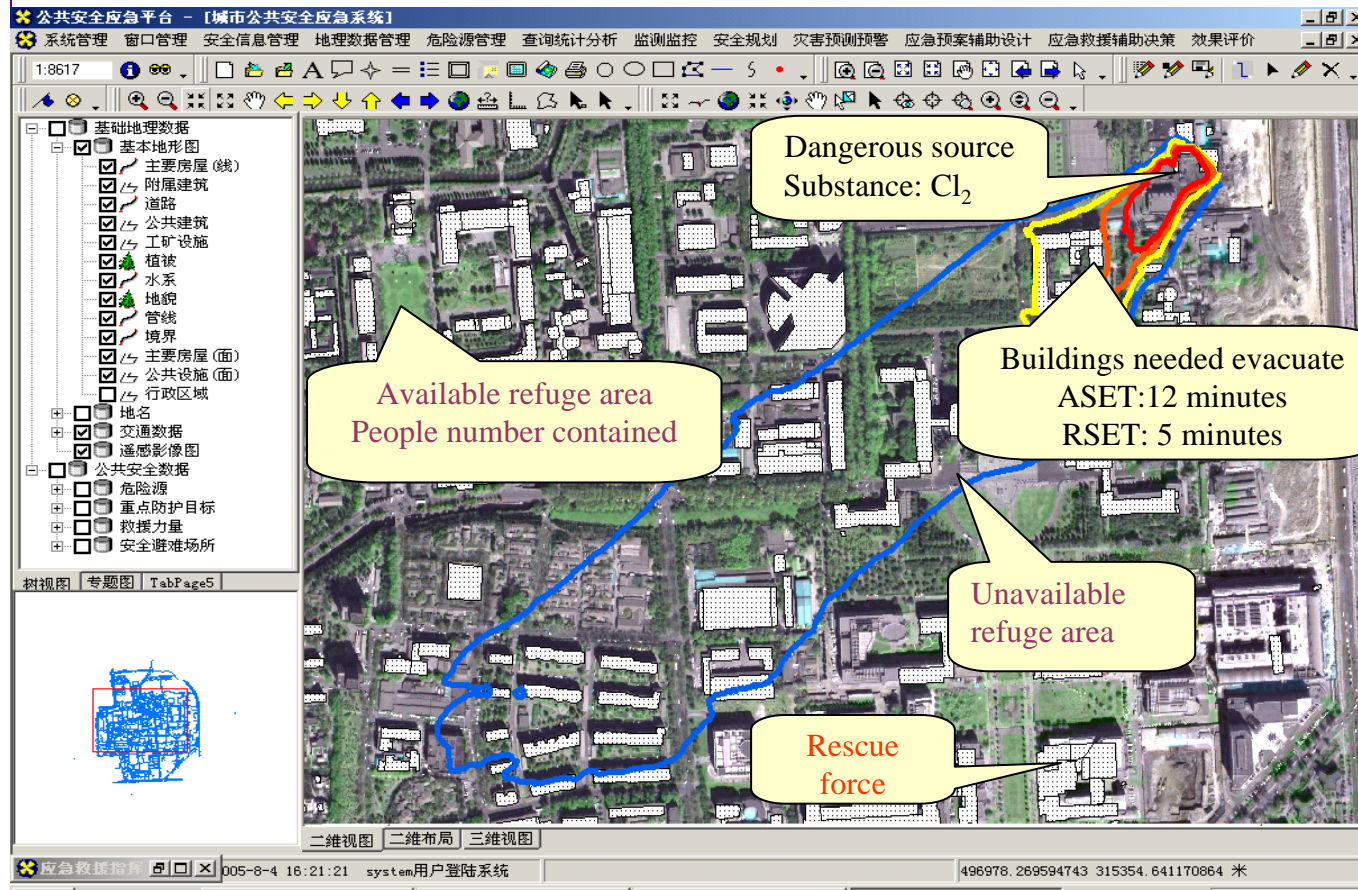 公共安全应急平台 - [城市公共安全应急系统]
系统管理 窗口管理 安全信息管理 地理数据管理 危险源管理 查询统计分析 监测监控 安全规划 灾害预测预警 应急预案辅助设计 应急救援辅助决策 效果评价
1:8617
基础地理数据
基本地形图
主要房屋(线)
附属建筑
道路
公共建筑
工矿设施
植被
水系
地貌
管线
境界
主要房屋(面)
公共设施(面)
行政区域
地名
交通数据
遥感影像图
公共安全数据
危险源
重点防护目标
救援力量
安全避难场所
树视图 专题图 TabPage5
Dangerous source
Substance: Cl₂
Buildings needed evacuate
ASET:12 minutes
RSET: 5 minutes
Available refuge area
People number contained
Unavailable
refuge area
Rescue
force
二维视图 二维布局 三维视图
应急救援指挥
005-8-4 16:21:21 system用户登陆系统
496978.269594743 315354.641170864 米